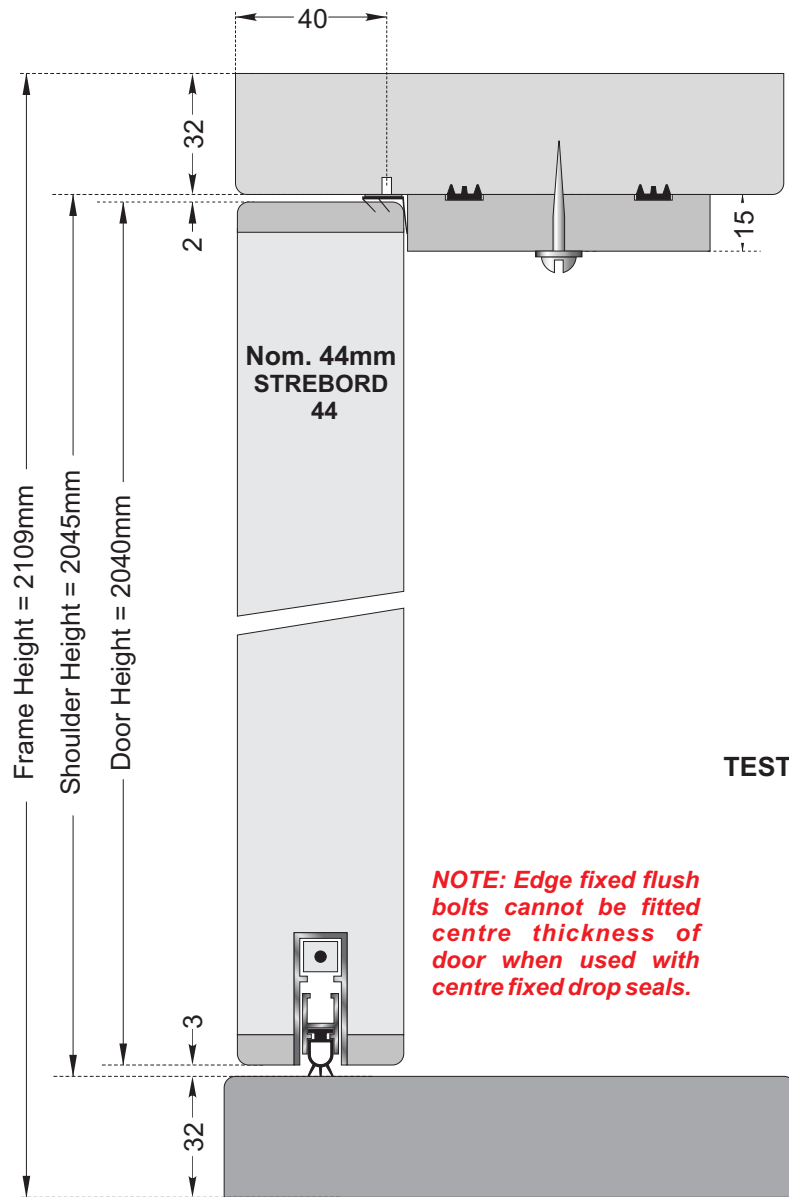 40
32
2
15
Nom. 44mm
STREBORD
44
Frame Height = 2109mm
Shoulder Height = 2045mm
Door Height = 2040mm
TEST
NOTE: Edge fixed flush
bolts cannot be fitted
centre thickness of
door when used with
centre fixed drop seals.
3
32